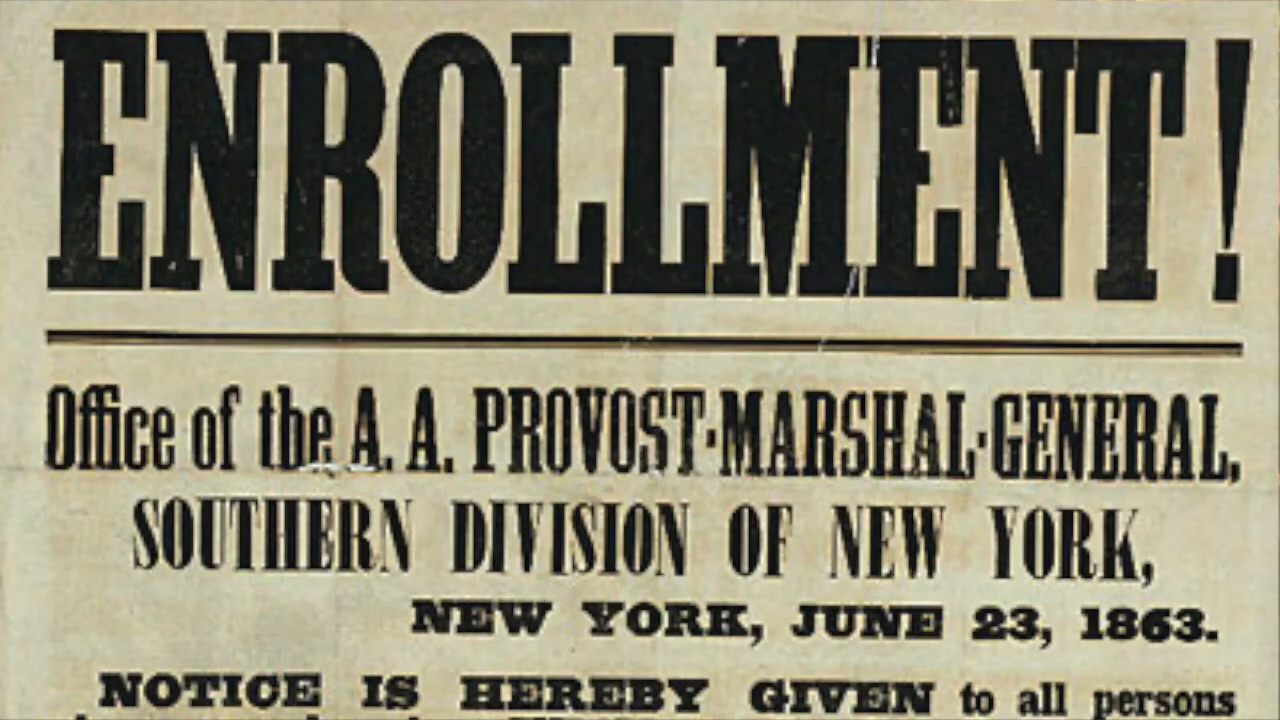 ENROLLMENT!
Office of the A. A. PROVOST-MARSHAL-GENERAL,
SOUTHERN DIVISION OF NEW YORK,
NEW YORK, JUNE 23, 1863.
NOTICE IS HEREBY GIVEN to all persons